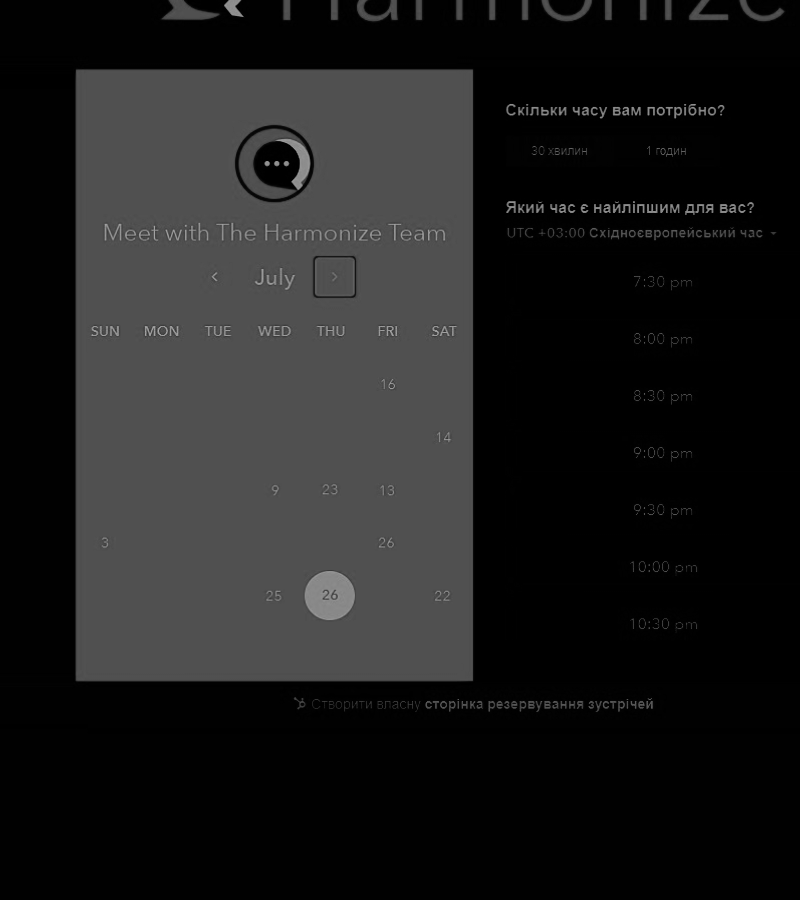 Harmonize
Meet with The Harmonize Team
July
SUN MON TUE WED THU FRI SAT
16
14
9 23 13
3 26
25 26 22
Скільки часу вам потрібно?
30 хвилин 1 годин
Який час є найліпшим для вас?
UTC +03:00 Східноєвропейський час
7:30 pm
8:00 pm
8:30 pm
9:00 pm
9:30 pm
10:00 pm
10:30 pm
Створити власну сторінка резервування зустрічей